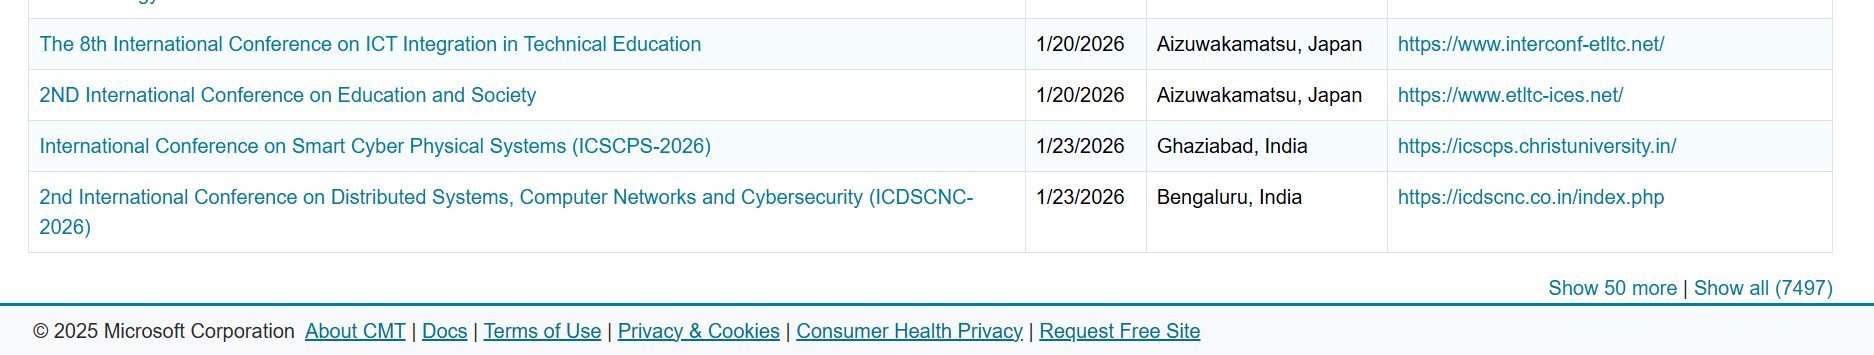 The 8th International Conference on ICT Integration in Technical Education 1/20/2026 Aizuwakamatsu, Japan https://www.interconf-etltc.net/
2ND International Conference on Education and Society 1/20/2026 Aizuwakamatsu, Japan https://www.etltc-ices.net/
International Conference on Smart Cyber Physical Systems (ICSCPS-2026) 1/23/2026 Ghaziabad, India https://icscps.christuniversity.in/
2nd International Conference on Distributed Systems, Computer Networks and Cybersecurity (ICDSCNC- 1/23/2026 Bengaluru, India https://icdscnc.co.in/index.php
2026)
Show 50 more | Show all (7497)
© 2025 Microsoft Corporation About CMT | Docs | Terms of Use | Privacy & Cookies | Consumer Health Privacy | Request Free Site